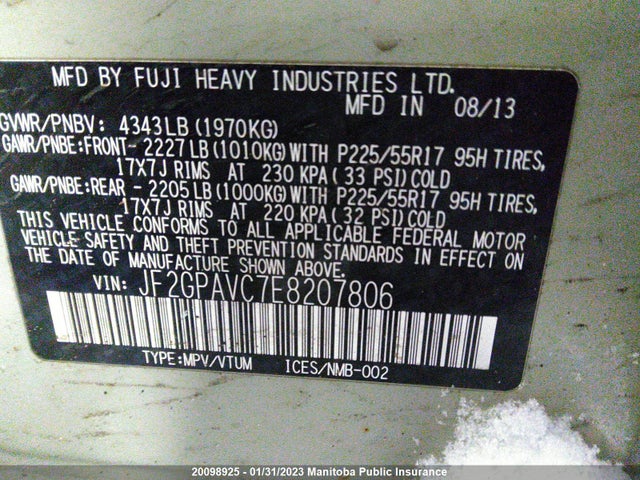 MFD BY FUJI HEAVY INDUSTRIES LTD.
MFD IN 08/13
GVWR/PNBV: 4343LB(1970KG)
GAWR/PNBE:FRONT- 2227LB(1010KG)WITH P225/55R17 95H TIRES,
17X7J RIMS AT 230 KPA(33 PSI)COLD
GAWR/PNBE:REAR - 2205LB(1000KG)WITH P225/55R17 95H TIRES,
17X7J RIMS AT 220 KPA(32 PSI)COLD
THIS VEHICLE CONFORMS TO ALL APPLICABLE FEDERAL MOTOR
VEHICLE SAFETY AND THEFT PREVENTION STANDARDS IN EFFECT ON
THE DATE OF MANUFACTURE SHOWN ABOVE.
VIN: JF2GPAVC7E8207806
TYPE:MPV/VTUM ICES/NMB-002
20098925 - 01/31/2023 Manitoba Public Insurance